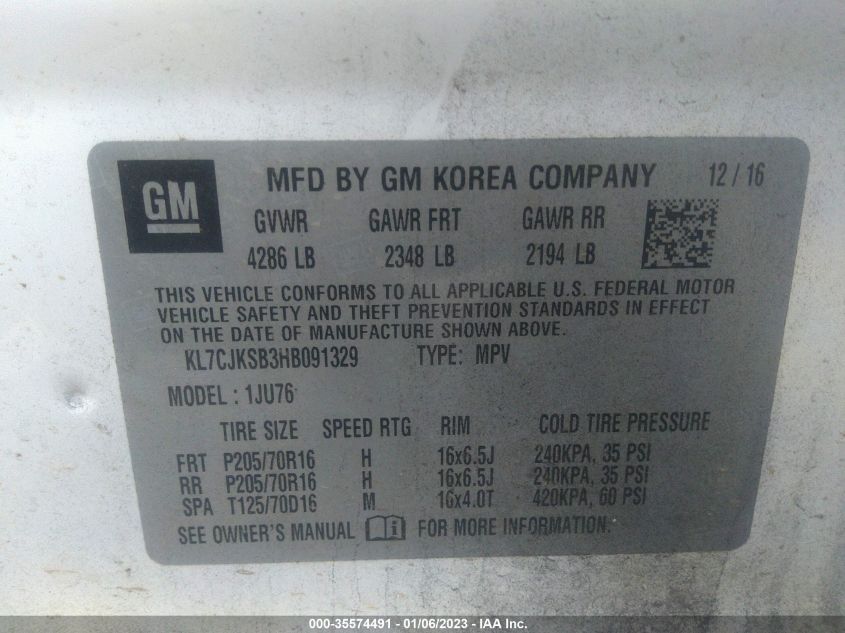 GM MFD BY GM KOREA COMPANY 12 / 16
GVWR GAWR FRT GAWR RR
4286 LB 2348 LB 2194 LB
THIS VEHICLE CONFORMS TO ALL APPLICABLE U.S. FEDERAL MOTOR
VEHICLE SAFETY AND THEFT PREVENTION STANDARDS IN EFFECT
ON THE DATE OF MANUFACTURE SHOWN ABOVE.
KL7CJKSB3HB091329 TYPE: MPV
MODEL : 1JU76
TIRE SIZE SPEED RTG RIM COLD TIRE PRESSURE
FRT P205/70R16 H 16x6.5J 240KPA, 35 PSI
RR P205/70R16 H 16x6.5J 240KPA, 35 PSI
SPA T125/70D16 M 16x4.0T 420KPA, 60 PSI
SEE OWNER'S MANUAL i FOR MORE INFORMATION.
000-35574491 - 01/06/2023 - IAA Inc.